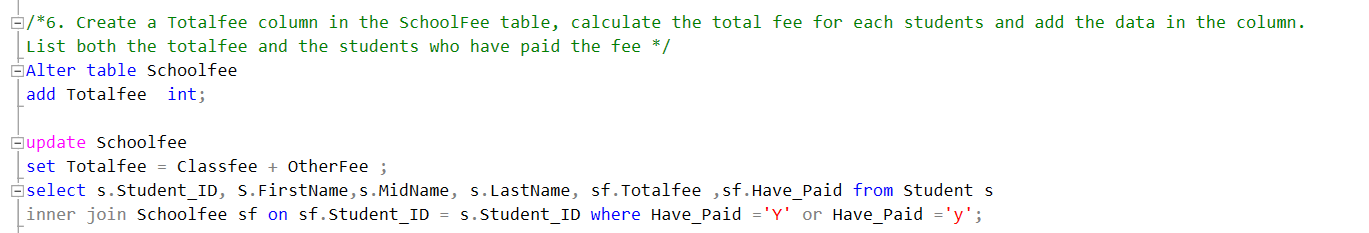 /*6. Create a Totalfee column in the SchoolFee table, calculate the total fee for each students and add the data in the column.
List both the totalfee and the students who have paid the fee */
Alter table Schoolfee
add Totalfee  int;
update Schoolfee
set Totalfee = Classfee + OtherFee ;
select s.Student_ID, S.FirstName,s.MidName, s.LastName, sf.Totalfee ,sf.Have_Paid from Student s
inner join Schoolfee sf on sf.Student_ID = s.Student_ID where Have_Paid ='Y' or Have_Paid ='y';